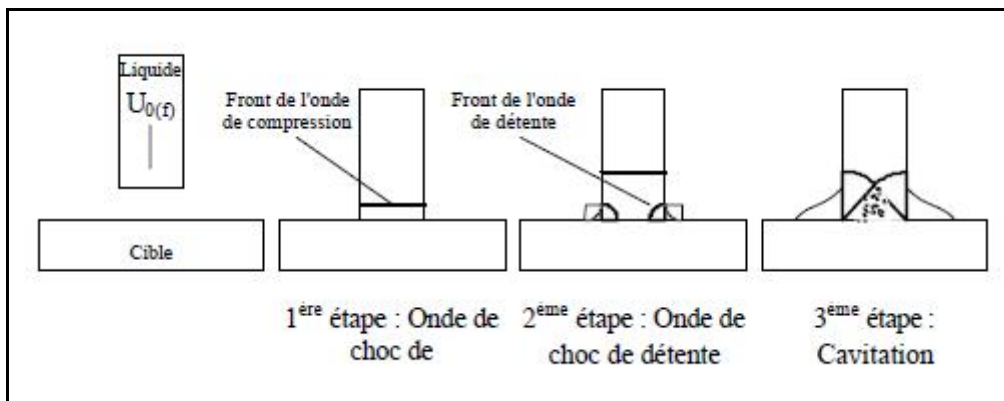 Liquide
U0(f)
Cible
Front de l'onde
de compression
Front de l'onde
de détente
1ère étape : Onde de
choc de
2ème étape : Onde de
choc de détente
3ème étape :
Cavitation